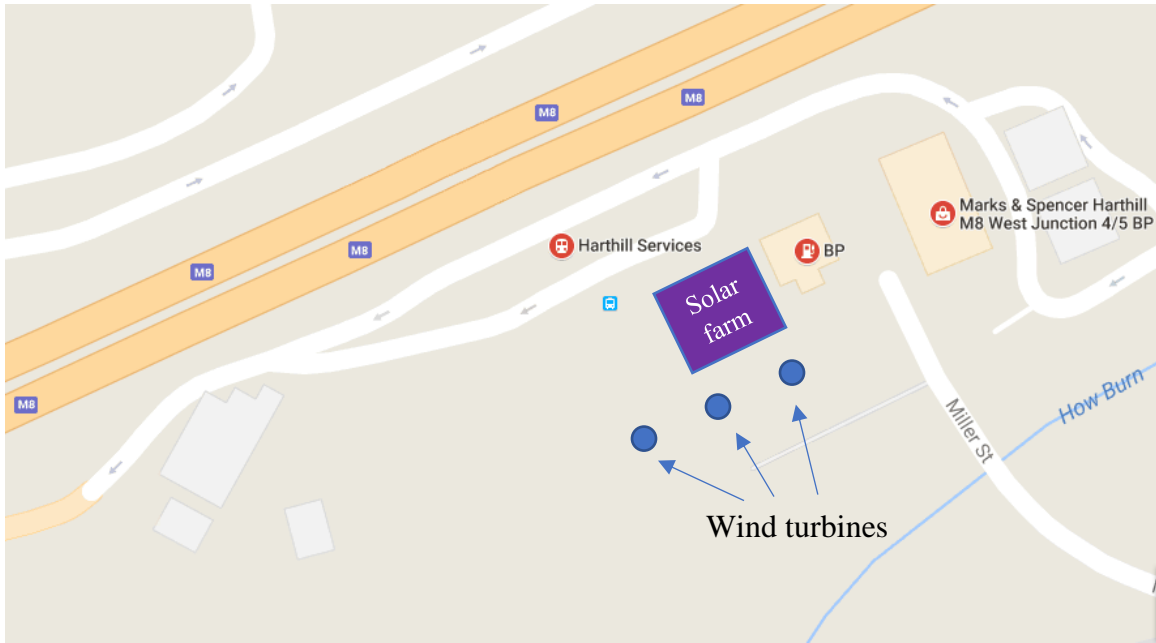 M8
M8
M8
M8
M8
Marks & Spencer Harthill
M8 West Junction 4/5 BP
Harthill Services
BP
Solar
farm
How Burn
Miller St
Wind turbines